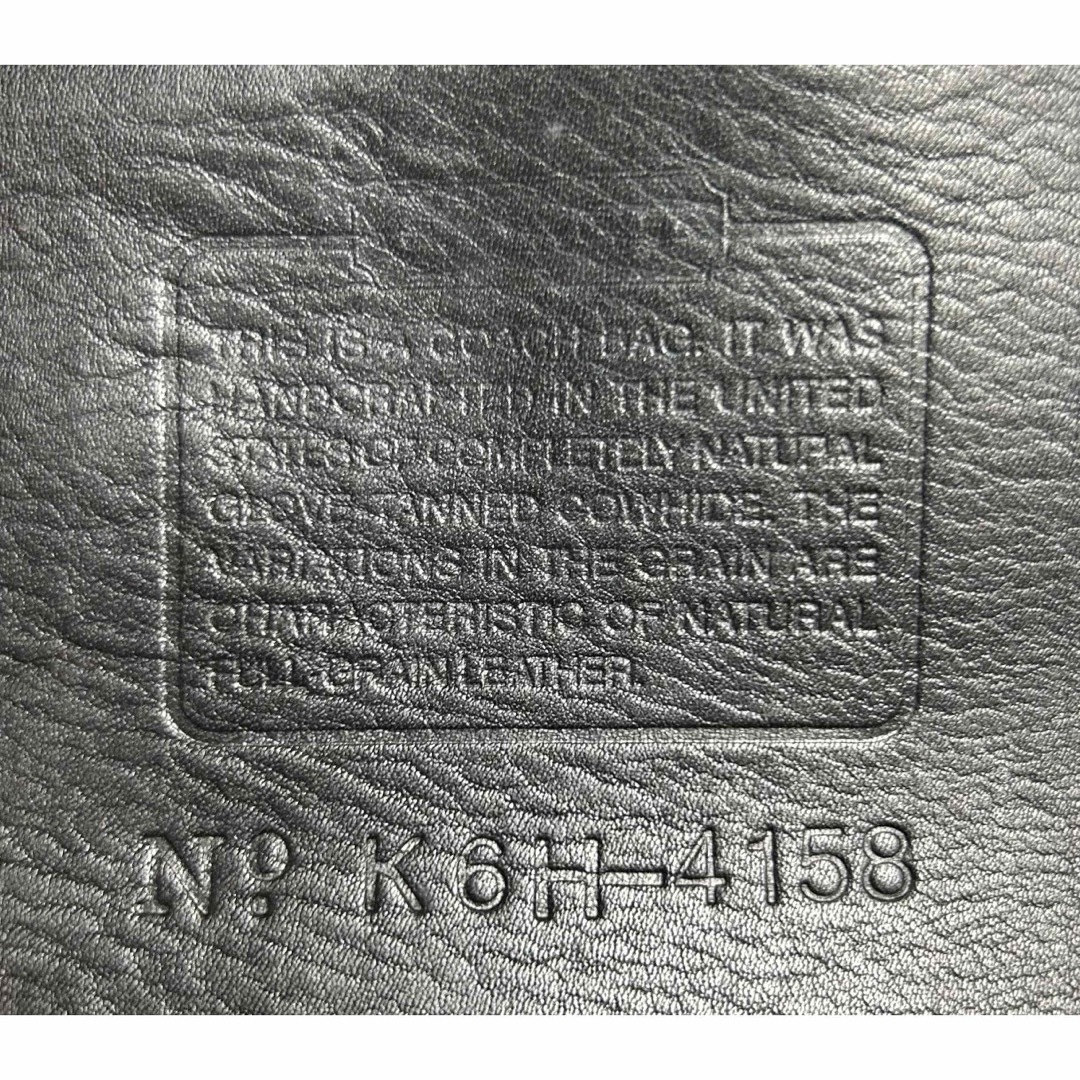 THIS IS A COACH BAG. IT WAS
HANDCRAFTED IN THE UNITED
STATES OF COMPLETELY NATURAL
GLOVE TANNED COWHIDE. THE
VARIATIONS IN THE GRAIN ARE
CHARACTERISTIC OF NATURAL
FULL GRAIN LEATHER.
Nº K6H-4158